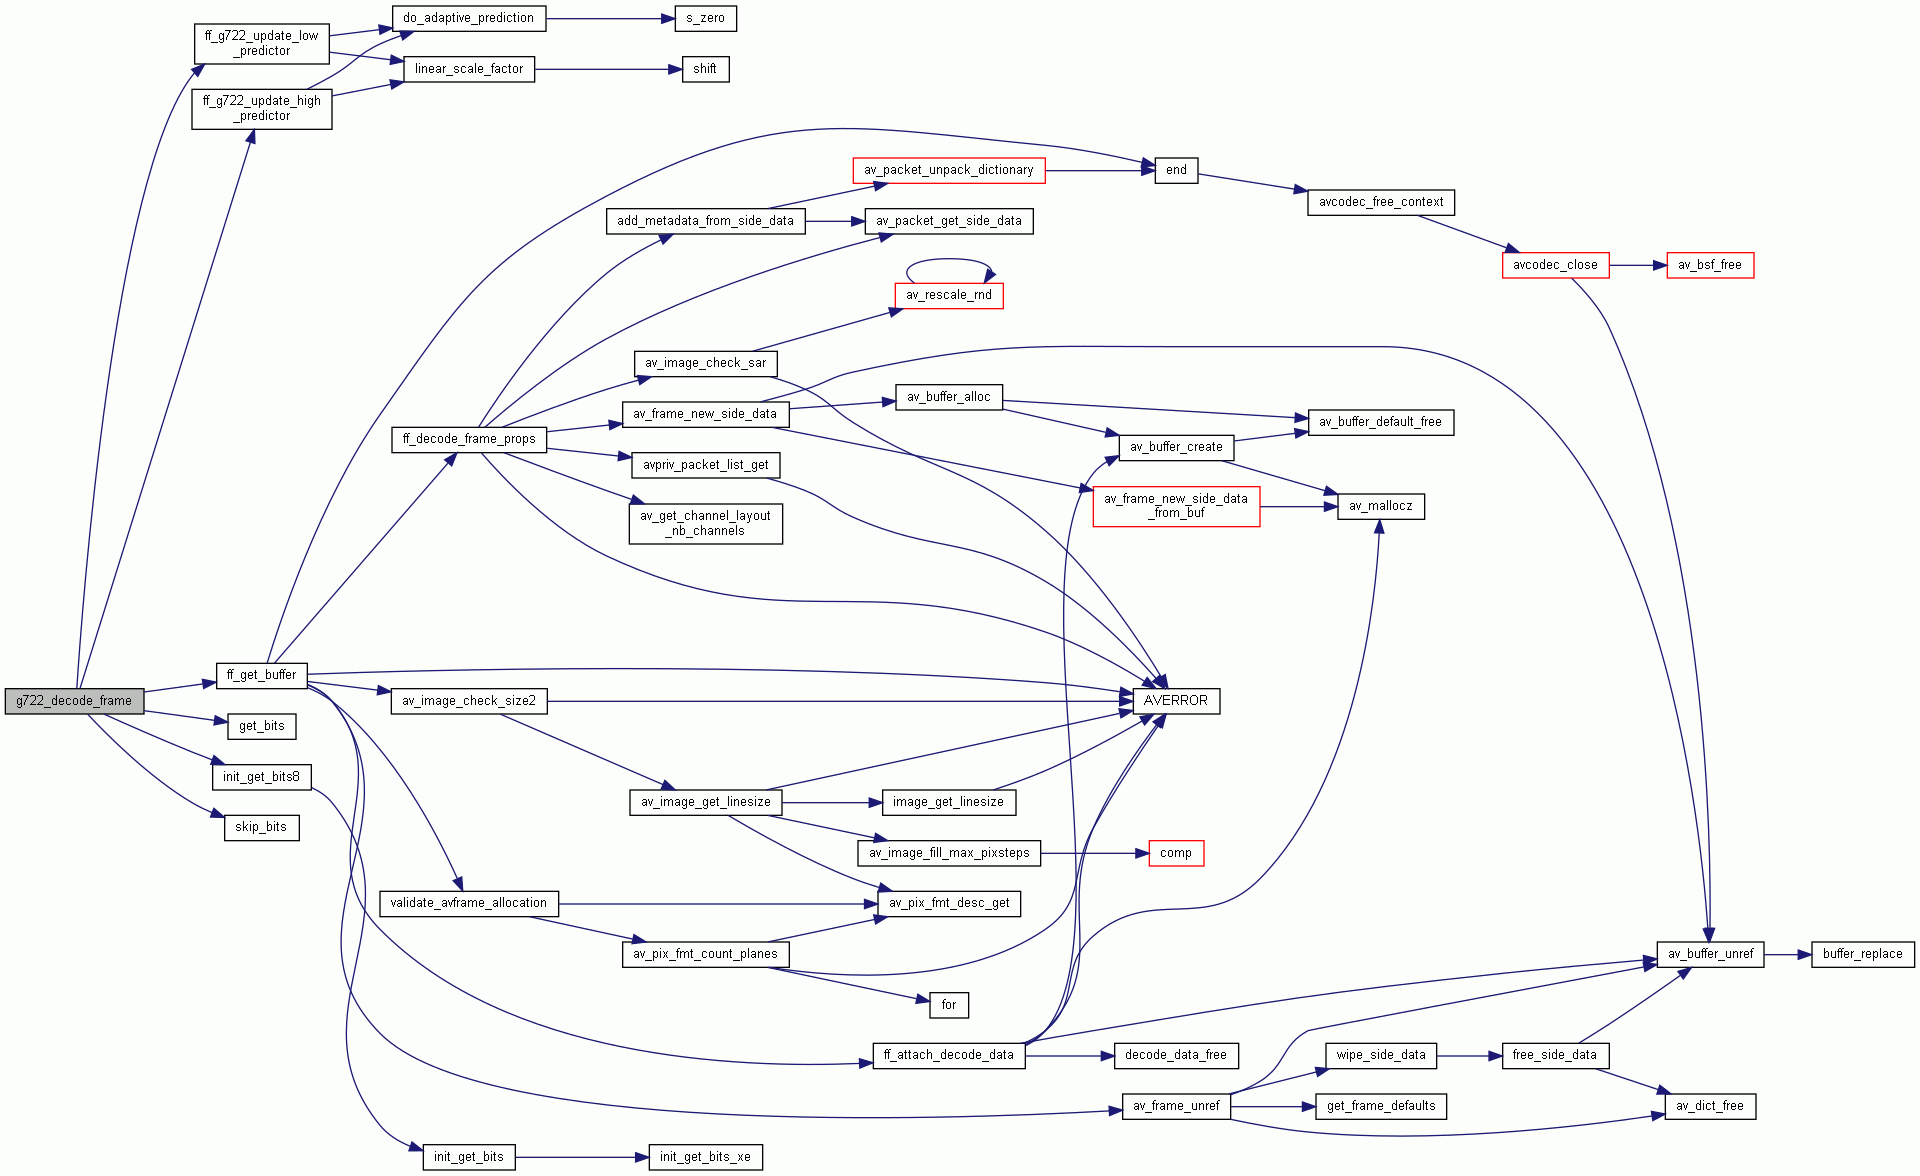 do_adaptive_prediction
s_zero
ff_g722_update_low
_predictor
linear_scale_factor
shift
ff_g722_update_high
_predictor
av_packet_unpack_dictionary
end
avcodec_free_context
add_metadata_from_side_data
av_packet_get_side_data
avcodec_close
av_bsf_free
av_rescale_rnd
av_image_check_sar
av_buffer_alloc
av_frame_new_side_data
av_buffer_default_free
ff_decode_frame_props
av_buffer_create
avpriv_packet_list_get
av_frame_new_side_data
_from_buf
av_mallocz
av_get_channel_layout
_nb_channels
ff_get_buffer
g722_decode_frame
av_image_check_size2
AVERROR
get_bits
init_get_bits8
av_image_get_linesize
image_get_linesize
skip_bits
av_image_fill_max_pixsteps
comp
validate_avframe_allocation
av_pix_fmt_desc_get
av_pix_fmt_count_planes
av_buffer_unref
buffer_replace
for
ff_attach_decode_data
decode_data_free
wipe_side_data
free_side_data
av_frame_unref
get_frame_defaults
av_dict_free
init_get_bits
init_get_bits_xe